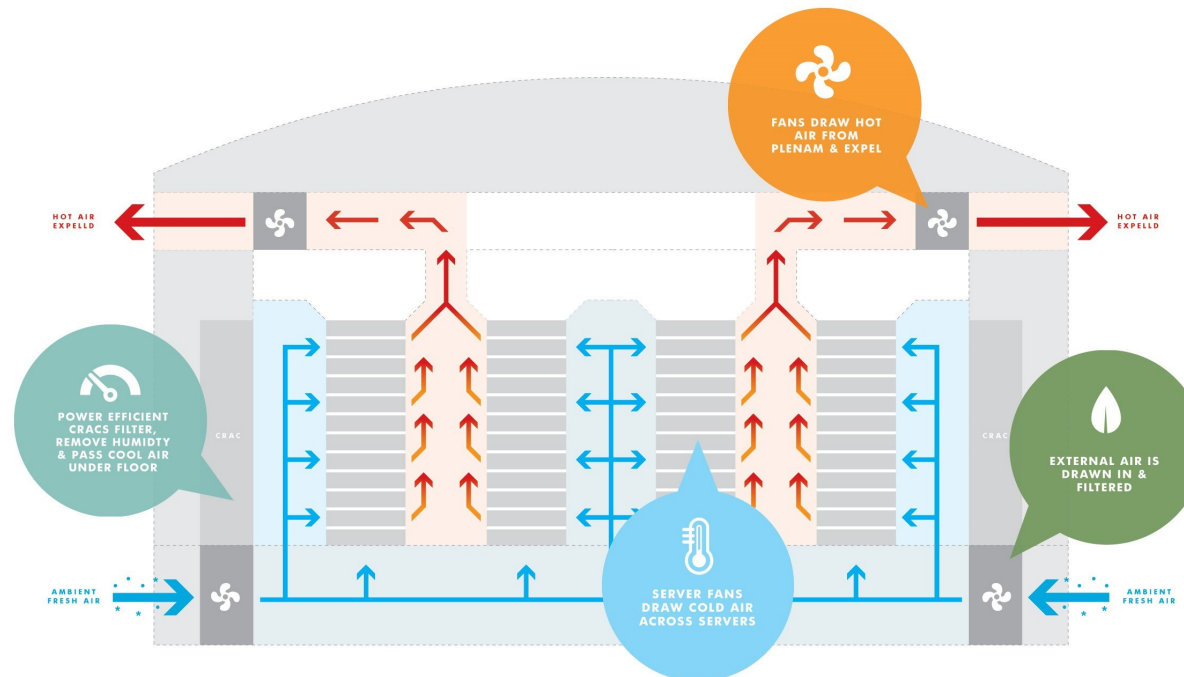 FANS DRAW HOT
AIR FROM
PLENAM & EXPEL
HOT AIR
EXPELLD
HOT AIR
EXPELLD
POWER EFFICIENT
CRACS FILTER,
REMOVE HUMIDTY
& PASS COOL AIR
UNDER FLOOR
CRAC
CRAC
EXTERNAL AIR IS
DRAWN IN &
FILTERED
SERVER FANS
DRAW COLD AIR
ACROSS SERVERS
AMBIENT
FRESH AIR
AMBIENT
FRESH AIR